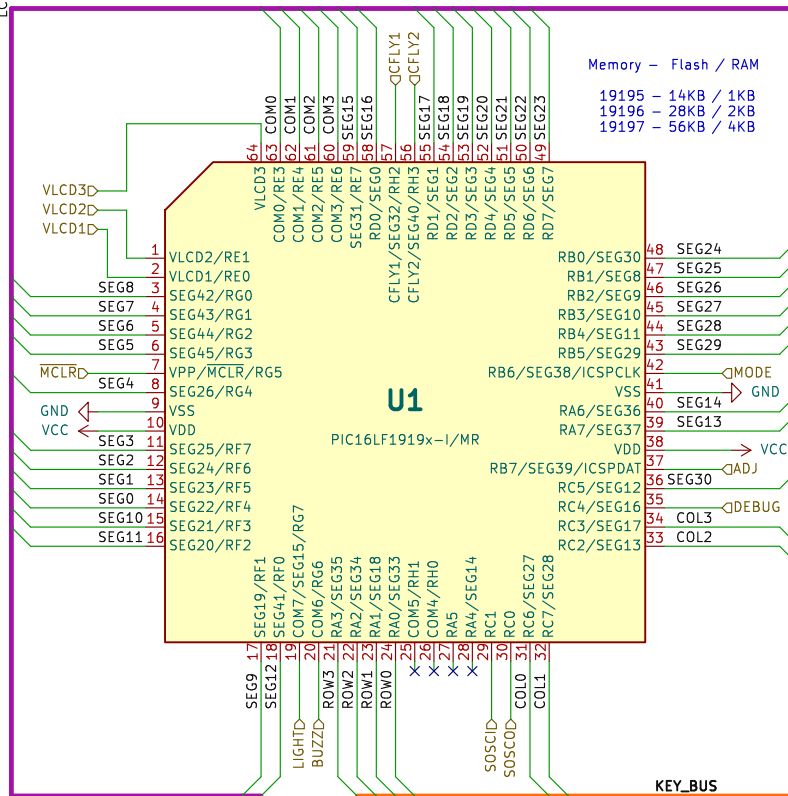 LC
CFLY1
CFLY2
Memory - Flash / RAM
19195 - 14KB / 1KB
19196 - 28KB / 2KB
19197 - 56KB / 4KB
COM0
COM1
COM2
COM3
SEG15
SEG16
SEG17
SEG18
SEG19
SEG20
SEG21
SEG22
SEG23
64
63
62
61
60
59
58
57
56
55
54
53
52
51
50
49
VLCD3
COM0/RE3
COM1/RE4
COM2/RE5
COM3/RE6
SEG31/RE7
RD0/SEG0
CFLY1/SEG32/RH2
CFLY2/SEG40/RH3
RD1/SEG1
RD2/SEG2
RD3/SEG3
RD4/SEG4
RD5/SEG5
RD6/SEG6
RD7/SEG7
VLCD3
VLCD2
VLCD1
1 VLCD2/RE1
2 VLCD1/RE0
SEG8 3 SEG42/RG0
SEG7 4 SEG43/RG1
SEG6 5 SEG44/RG2
SEG5 6 SEG45/RG3
MCLR 7 VPP/MCLR/RG5
SEG4 8 SEG26/RG4
GND 9 VSS
VCC 10 VDD
SEG3 11 SEG25/RF7
SEG2 12 SEG24/RF6
SEG1 13 SEG23/RF5
SEG0 14 SEG22/RF4
SEG10 15 SEG21/RF3
SEG11 16 SEG20/RF2
U1
PIC16LF1919x-I/MR
RB0/SEG30 48 SEG24
RB1/SEG8 47 SEG25
RB2/SEG9 46 SEG26
RB3/SEG10 45 SEG27
RB4/SEG11 44 SEG28
RB5/SEG29 43 SEG29
RB6/SEG38/ICSPCLK 42 MODE
VSS 41 GND
RA6/SEG36 40 SEG14
RA7/SEG37 39 SEG13
VDD 38 VCC
RB7/SEG39/ICSPDAT 37 ADJ
RC5/SEG12 36 SEG30
RC4/SEG16 35 DEBUG
RC3/SEG17 34 COL3
RC2/SEG13 33 COL2
SEG19/RF1
SEG41/RF0
COM7/SEG15/RG7
COM6/RG6
RA3/SEG35
RA2/SEG34
RA1/SEG18
RA0/SEG33
COM5/RH1
COM4/RH0
RA5
RA4/SEG14
RC1
RC0
RC6/SEG27
RC7/SEG28
17
18
19
20
21
22
23
24
25
26
27
28
29
30
31
32
SEG9
SEG12
LIGHT
BUZZ
ROW3
ROW2
ROW1
ROW0
SOSCI
SOSCO
COL0
COL1
KEY_BUS